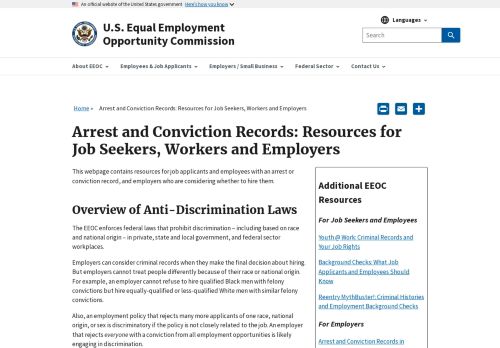 An official website of the United States government Here's how you know
U.S. Equal Employment
Opportunity Commission
Languages
Search
About EEOC
Employees & Job Applicants
Employers / Small Business
Federal Sector
Contact Us
Home » Arrest and Conviction Records: Resources for Job Seekers, Workers and Employers
Arrest and Conviction Records: Resources for
Job Seekers, Workers and Employers
This webpage contains resources for job applicants and employees with an arrest or
conviction record, and employers who are considering whether to hire them.
Overview of Anti-Discrimination Laws
The EEOC enforces federal laws that prohibit discrimination – including based on race
and national origin – in private, state and local government, and federal sector
workplaces.
Employers can consider criminal records when they make the final decision about hiring.
But employers cannot treat people differently because of their race or national origin.
For example, an employer cannot refuse to hire qualified Black men with felony
convictions but hire equally-qualified or less-qualified White men with similar felony
convictions.
Also, an employment policy that rejects many more applicants of one race, national
origin, or sex is discriminatory if the policy is not closely related to the job. An employer
that rejects everyone with a conviction from all employment opportunities is likely
engaging in discrimination.
Additional EEOC
Resources
For Job Seekers and Employees
Youth @ Work: Criminal Records and
Your Job Rights
Background Checks: What Job
Applicants and Employees Should
Know
Reentry MythBuster!: Criminal Histories
and Employment Background Checks
For Employers
Arrest and Conviction Records in